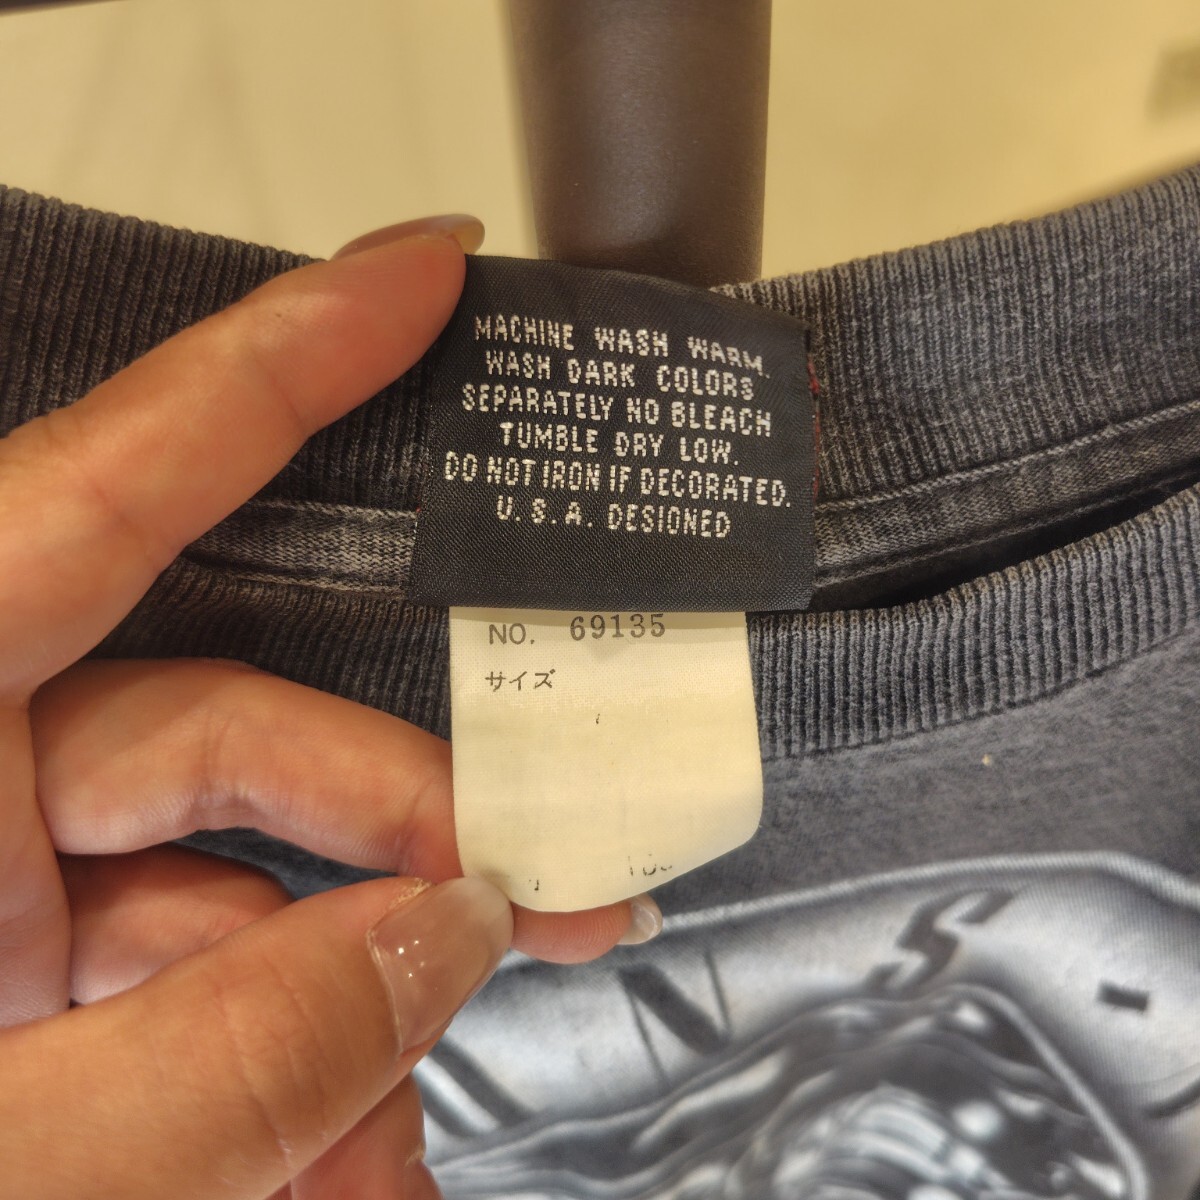 MACHINE WASH WARM.
WASH DARK COLORS
SEPARATELY NO BLEACH
TUMBLE DRY LOW.
DO NOT IRON IF DECORATED.
U.S.A. DESIGNED
NO. 69135
サイズ